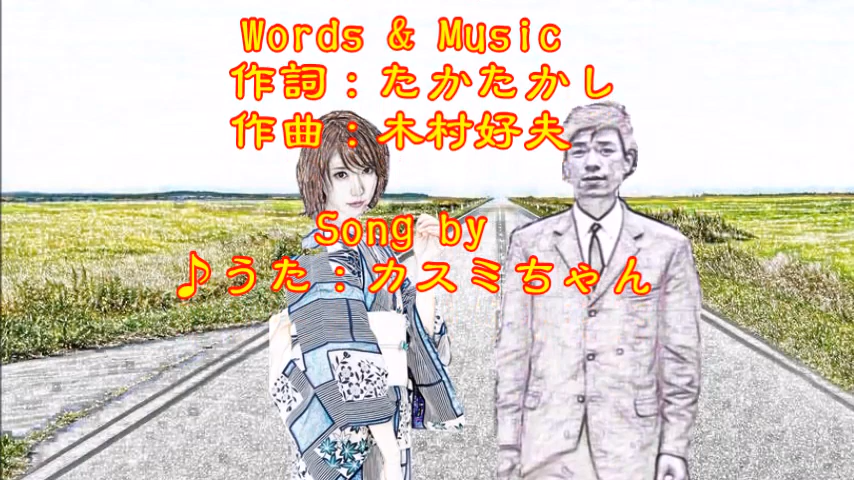 Words & Music
作詞：たかたかし
作曲：木村好夫
Song by
♪うた：カスミちゃん